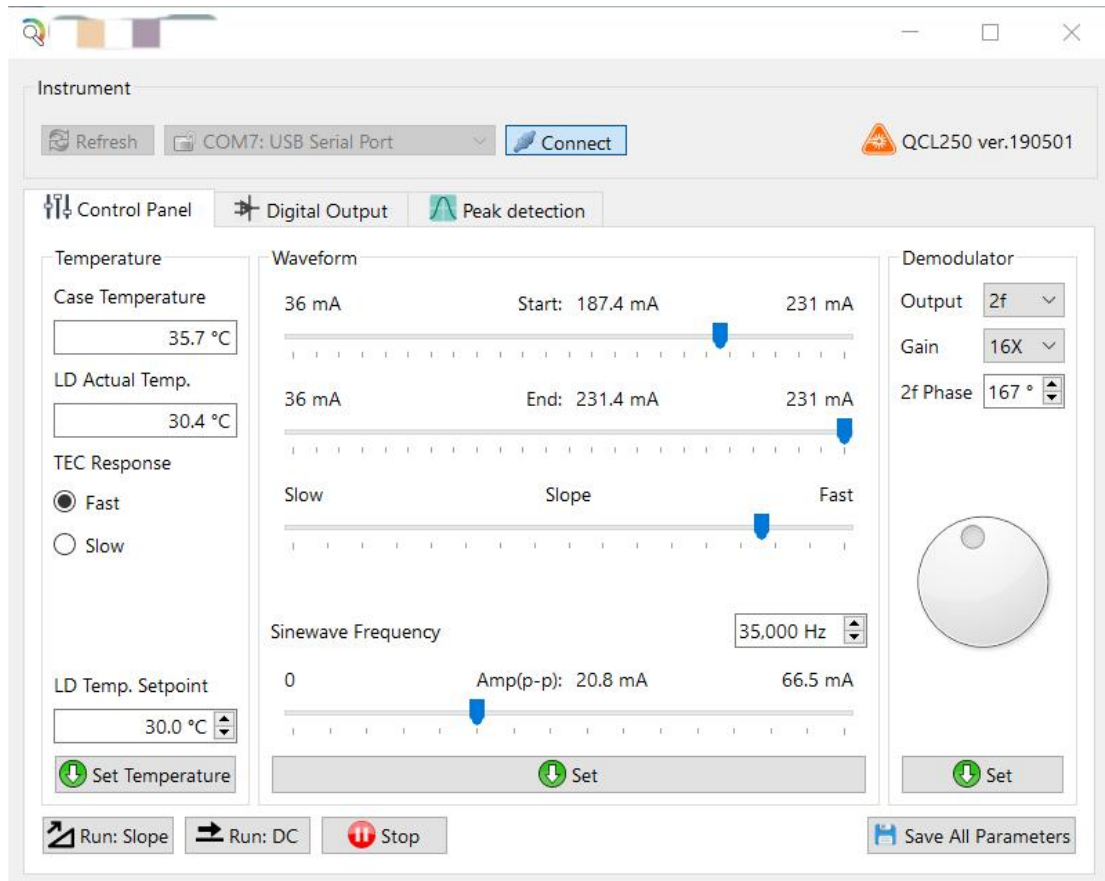 Instrument
Refresh COM7: USB Serial Port Connect QCL250 ver.190501
Control Panel Digital Output Peak detection
Temperature
Case Temperature
35.7 °C
LD Actual Temp.
30.4 °C
TEC Response
Fast
Slow
LD Temp. Setpoint
30.0 °C
Set Temperature
Waveform
36 mA Start: 187.4 mA 231 mA
36 mA End: 231.4 mA 231 mA
Slow Slope Fast
Sinewave Frequency 35,000 Hz
0 Amp(p-p): 20.8 mA 66.5 mA
Set
Demodulator
Output 2f
Gain 16X
2f Phase 167 °
Set
Run: Slope Run: DC Stop Save All Parameters